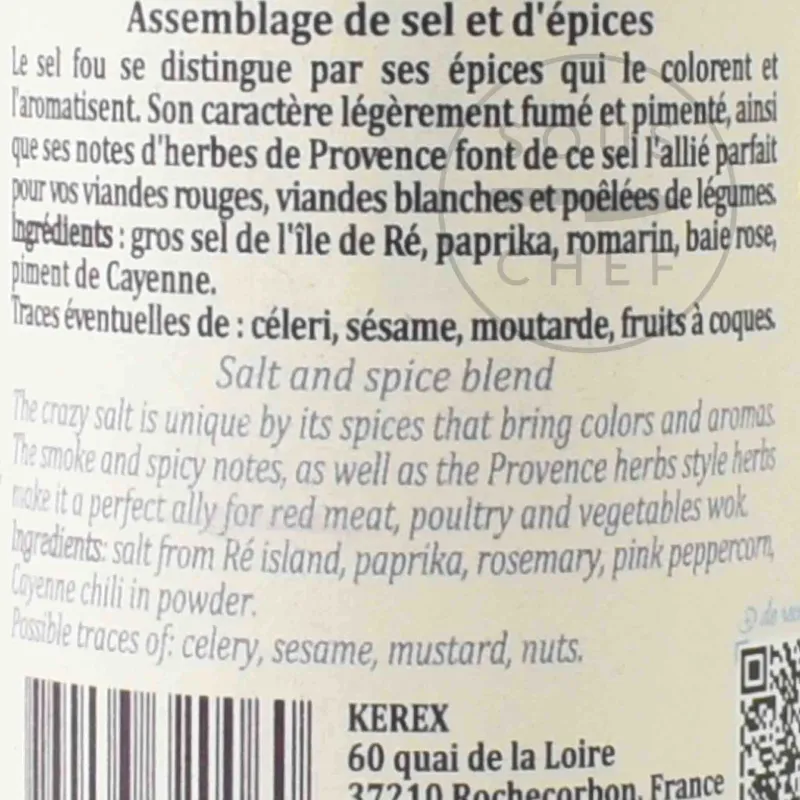 Assemblage de sel et d'épices
Le sel fou se distingue par ses épices qui le colorent et
l'aromatisent. Son caractère légèrement fumé et pimenté, ainsi
que ses notes d'herbes de Provence font de ce sel l'allié parfait
pour vos viandes rouges, viandes blanches et poêlées de légumes.
Ingrédients : gros sel de l'île de Ré, paprika, romarin, baie rose,
piment de Cayenne.
Traces éventuelles de : céleri, sésame, moutarde, fruits à coques.
Salt and spice blend
The crazy salt is unique by its spices that bring colors and aromas.
The smoke and spicy notes, as well as the Provence herbs style herbs
make it a perfect ally for red meat, poultry and vegetables wok.
Ingredients: salt from Ré island, paprika, rosemary, pink peppercorn,
Cayenne chili in powder.
Possible traces of: celery, sesame, mustard, nuts.
KEREX
60 quai de la Loire
37210 Rochecorbon, France
SOUS
CHEF